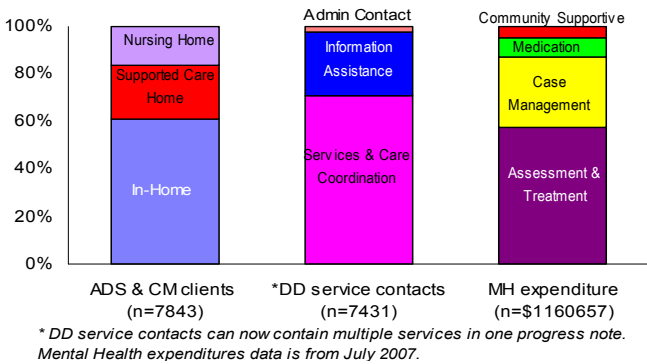 100%
80%
60%
40%
20%
0%
Nursing Home
Supported Care
Home
In-Home
Admin Contact
Information
Assistance
Services & Care
Coordination
Community Supportive
Medication
Case
Management
Assessment &
Treatment
ADS & CM clients
(n=7843)
*DD service contacts
(n=7431)
MH expenditure
(n=$1160657)
* DD service contacts can now contain multiple services in one progress note.
Mental Health expenditures data is from July 2007.